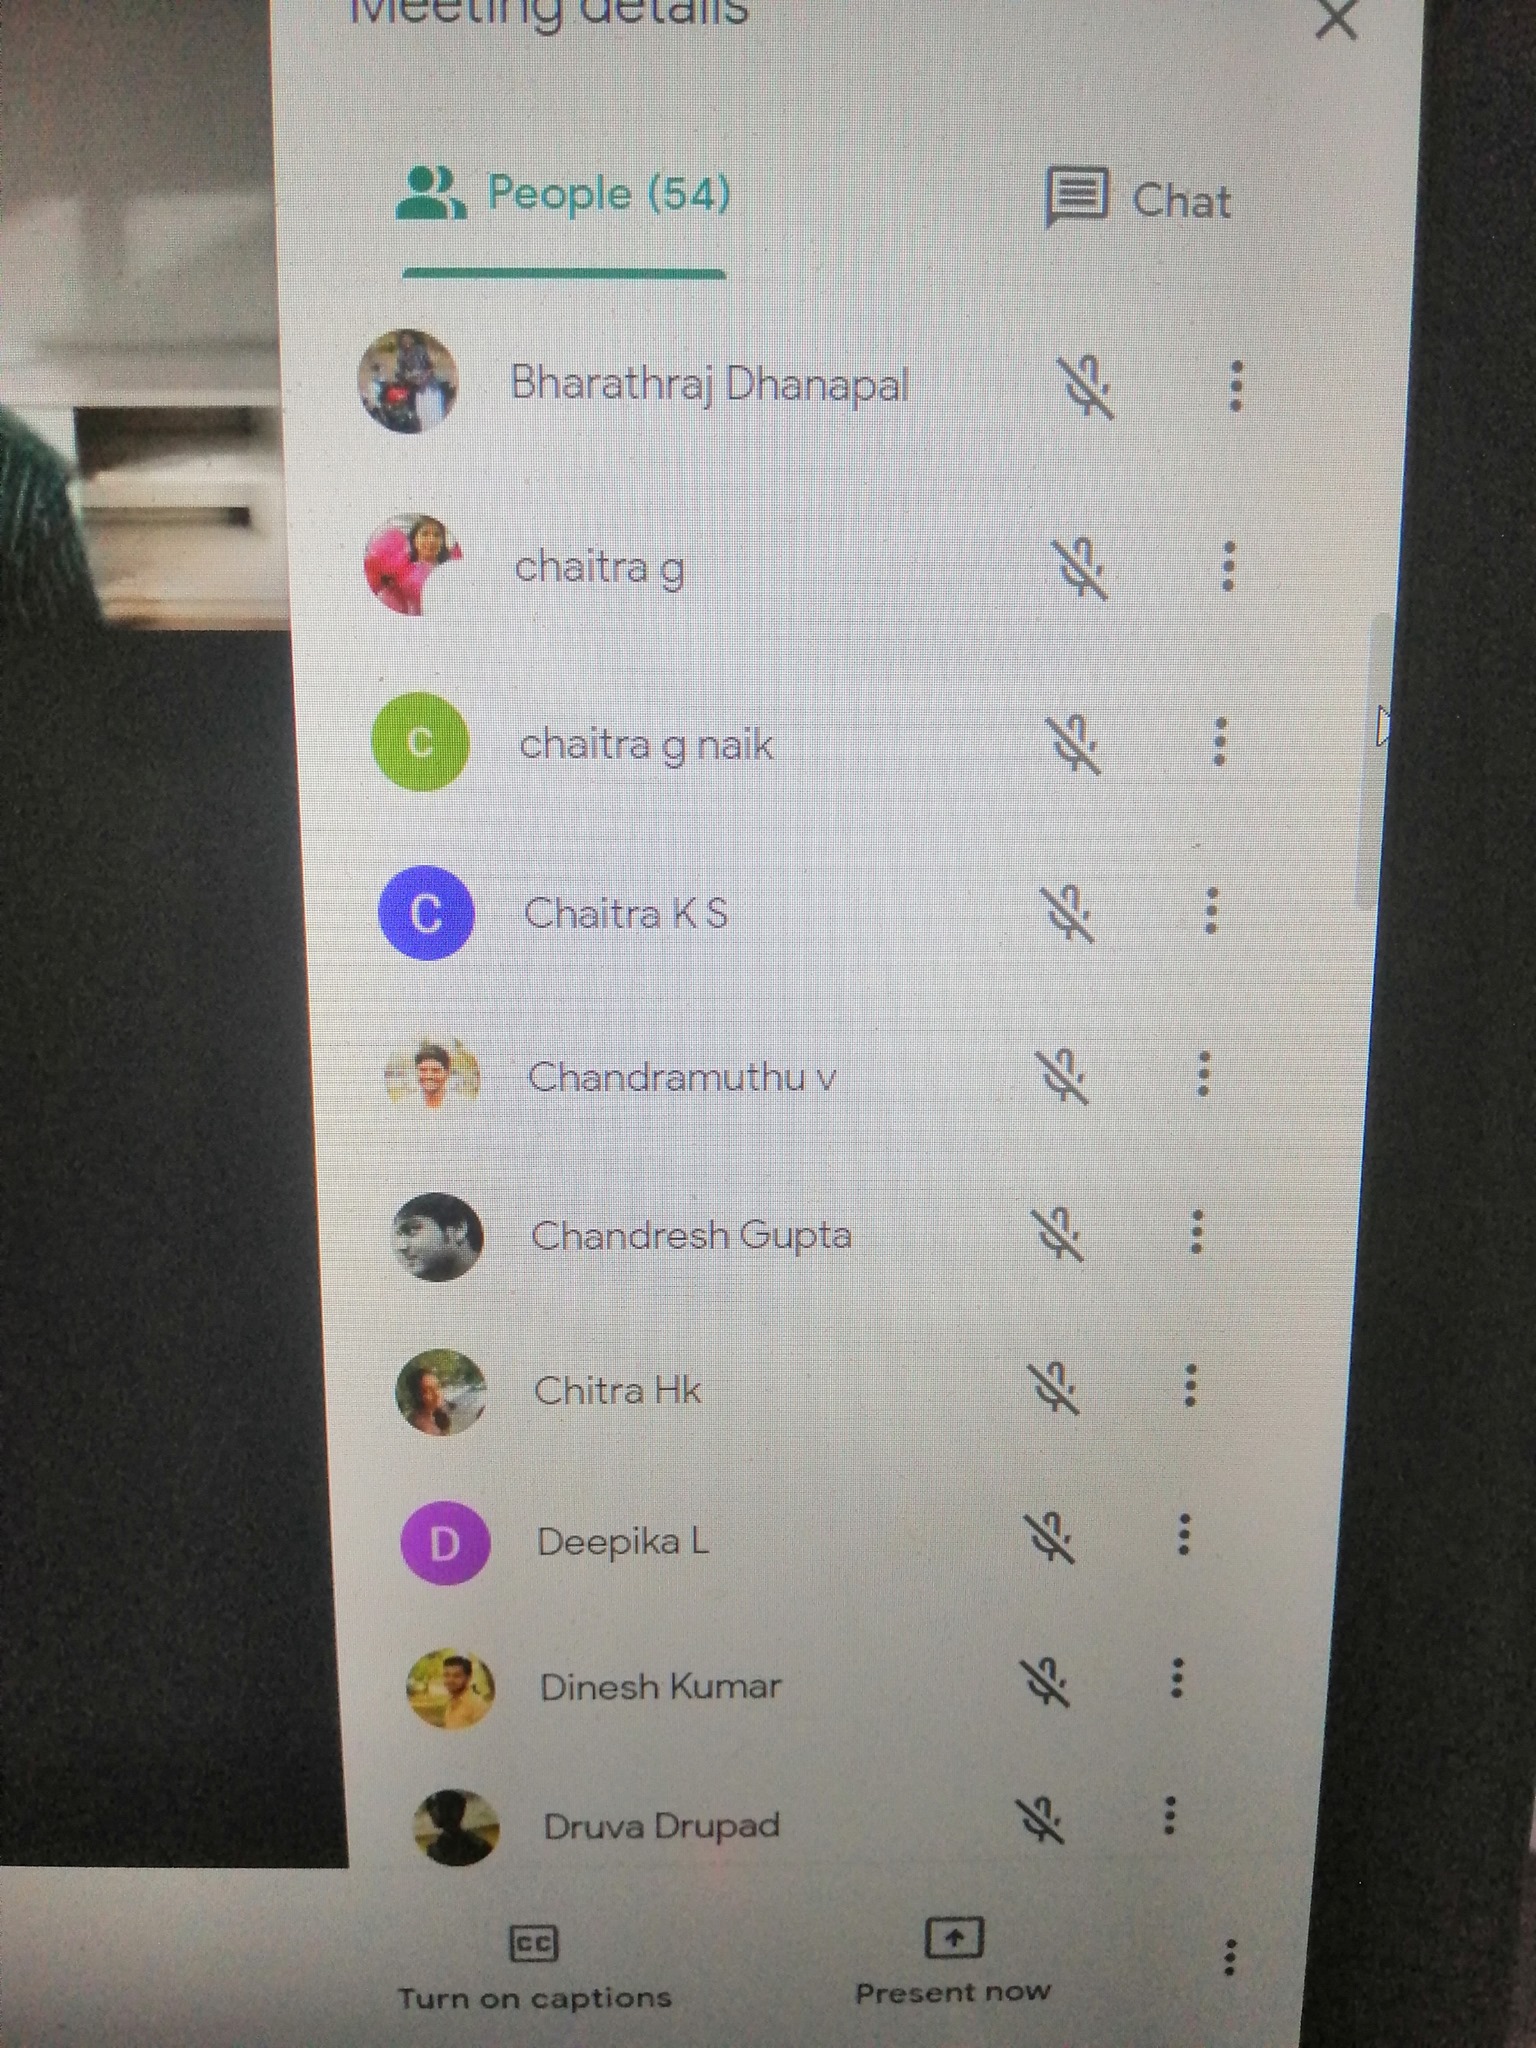 Meeting details
People (54)
Chat
Bharathraj Dhanapal
chaitra g
C
chaitra g naik
C
Chaitra K S
Chandramuthu v
Chandresh Gupta
Chitra Hk
D
Deepika L
Dinesh Kumar
Druva Drupad
CC
Turn on captions
Present now